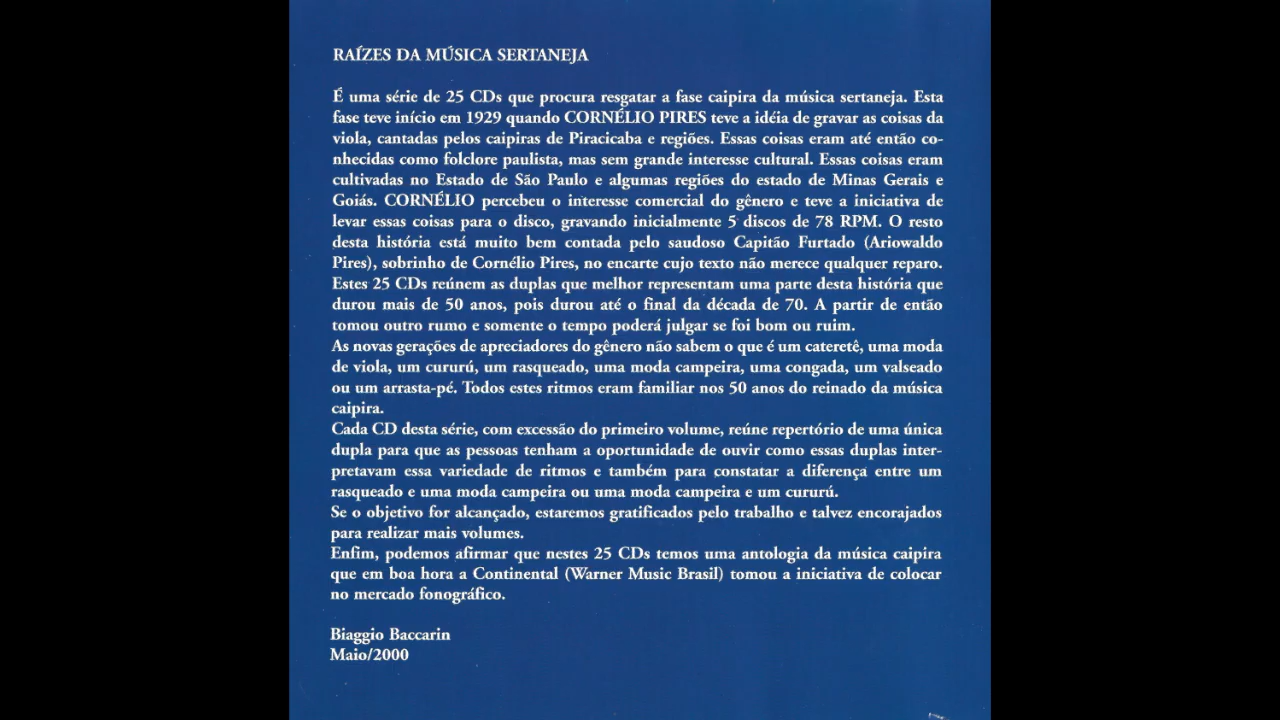 RAÍZES DA MÚSICA SERTANEJA
É uma série de 25 CDs que procura resgatar a fase caipira da música sertaneja. Esta
fase teve início em 1929 quando CORNÉLIO PIRES teve a idéia de gravar as coisas da
viola, cantadas pelos caipiras de Piracicaba e regiões. Essas coisas eram até então co-
nhecidas como folclore paulista, mas sem grande interesse cultural. Essas coisas eram
cultivadas no Estado de São Paulo e algumas regiões do estado de Minas Gerais e
Goiás. CORNÉLIO percebeu o interesse comercial do gênero e teve a iniciativa de
levar essas coisas para o disco, gravando inicialmente 5 discos de 78 RPM. O resto
desta história está muito bem contada pelo saudoso Capitão Furtado (Ariowaldo
Pires), sobrinho de Cornélio Pires, no encarte cujo texto não merece qualquer reparo.
Estes 25 CDs reúnem as duplas que melhor representam uma parte desta história que
durou mais de 50 anos, pois durou até o final da década de 70. A partir de então
tomou outro rumo e somente o tempo poderá julgar se foi bom ou ruim.
As novas gerações de apreciadores do gênero não sabem o que é um cateretê, uma moda
de viola, um cururú, um rasqueado, uma moda campeira, uma congada, um valseado
ou um arrasta-pé. Todos estes ritmos eram familiar nos 50 anos do reinado da música
caipira.
Cada CD desta série, com excessão do primeiro volume, reúne repertório de uma única
dupla para que as pessoas tenham a oportunidade de ouvir como essas duplas inter-
pretavam essa variedade de ritmos e também para constatar a diferença entre um
rasqueado e uma moda campeira ou uma moda campeira e um cururú.
Se o objetivo for alcançado, estaremos gratificados pelo trabalho e talvez encorajados
para realizar mais volumes.
Enfim, podemos afirmar que nestes 25 CDs temos uma antologia da música caipira
que em boa hora a Continental (Warner Music Brasil) tomou a iniciativa de colocar
no mercado fonográfico.
Biaggio Baccarin
Maio/2000